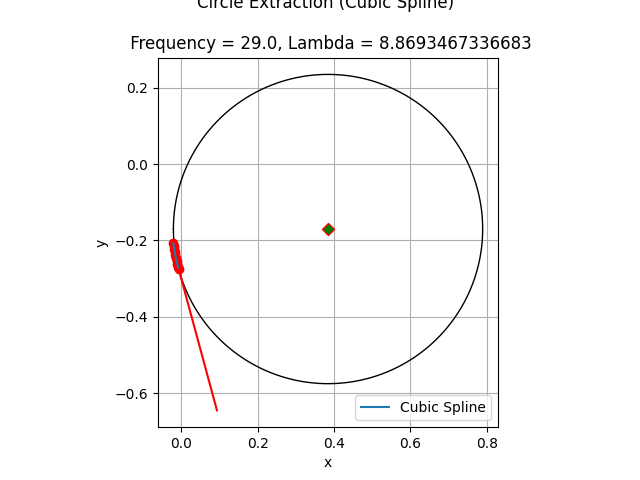 Circle Extraction (Cubic Spline)
Frequency = 29.0, Lambda = 8.8693467336683
0.2
0.0
−0.2
−0.4
−0.6
y
0.0 0.2 0.4 0.6 0.8
x
Cubic Spline